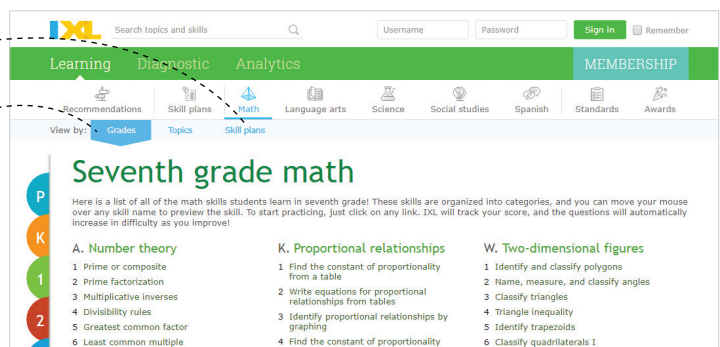 IXL Search topics and skills Username Password Sign in Remember
Learning Diagnostic Analytics MEMBERSHIP
Recommendations Skill plans Math Language arts Science Social studies Spanish Standards Awards
View by: Grades Topics Skill plans
Seventh grade math
Here is a list of all of the math skills students learn in seventh grade! These skills are organized into categories, and you can move your mouse
over any skill name to preview the skill. To start practicing, just click on any link. IXL will track your score, and the questions will automatically
increase in difficulty as you improve!
P
K
1
2
A. Number theory
1 Prime or composite
2 Prime factorization
3 Multiplicative inverses
4 Divisibility rules
5 Greatest common factor
6 Least common multiple
K. Proportional relationships
1 Find the constant of proportionality
from a table
2 Write equations for proportional
relationships from tables
3 Identify proportional relationships by
graphing
4 Find the constant of proportionality
W. Two-dimensional figures
1 Identify and classify polygons
2 Name, measure, and classify angles
3 Classify triangles
4 Triangle inequality
5 Identify trapezoids
6 Classify quadrilaterals I